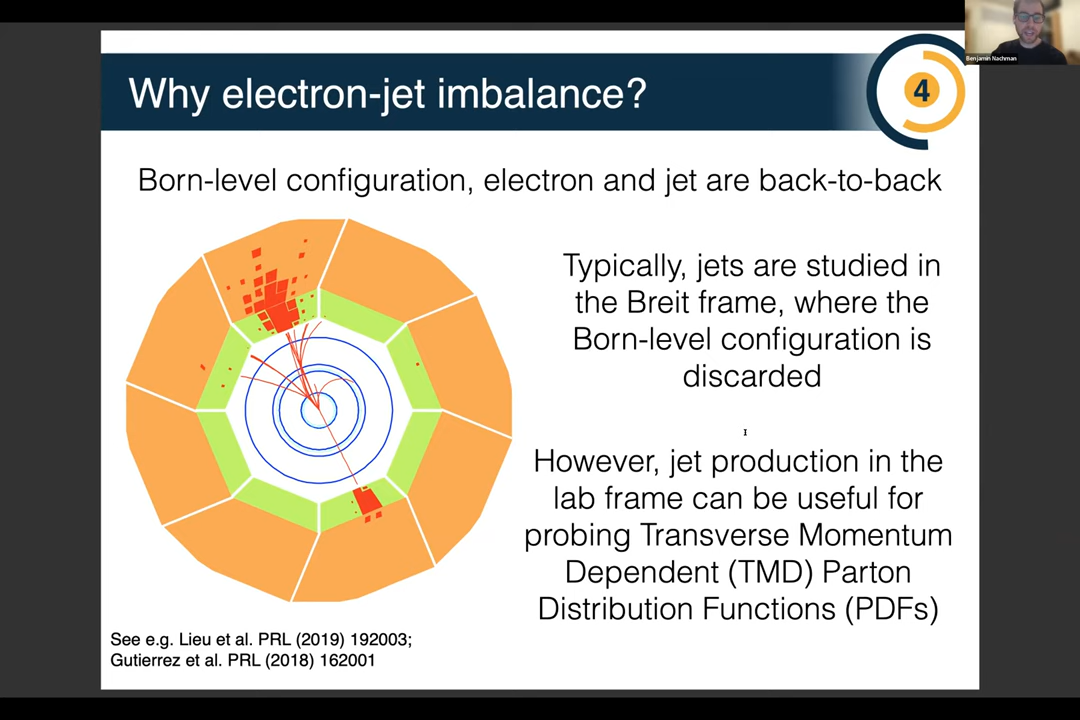 Benjamin Nachman
Why electron-jet imbalance?
4
Born-level configuration, electron and jet are back-to-back
Typically, jets are studied in
the Breit frame, where the
Born-level configuration is
discarded
However, jet production in the
lab frame can be useful for
probing Transverse Momentum
Dependent (TMD) Parton
Distribution Functions (PDFs)
See e.g. Lieu et al. PRL (2019) 192003;
Gutierrez et al. PRL (2018) 162001